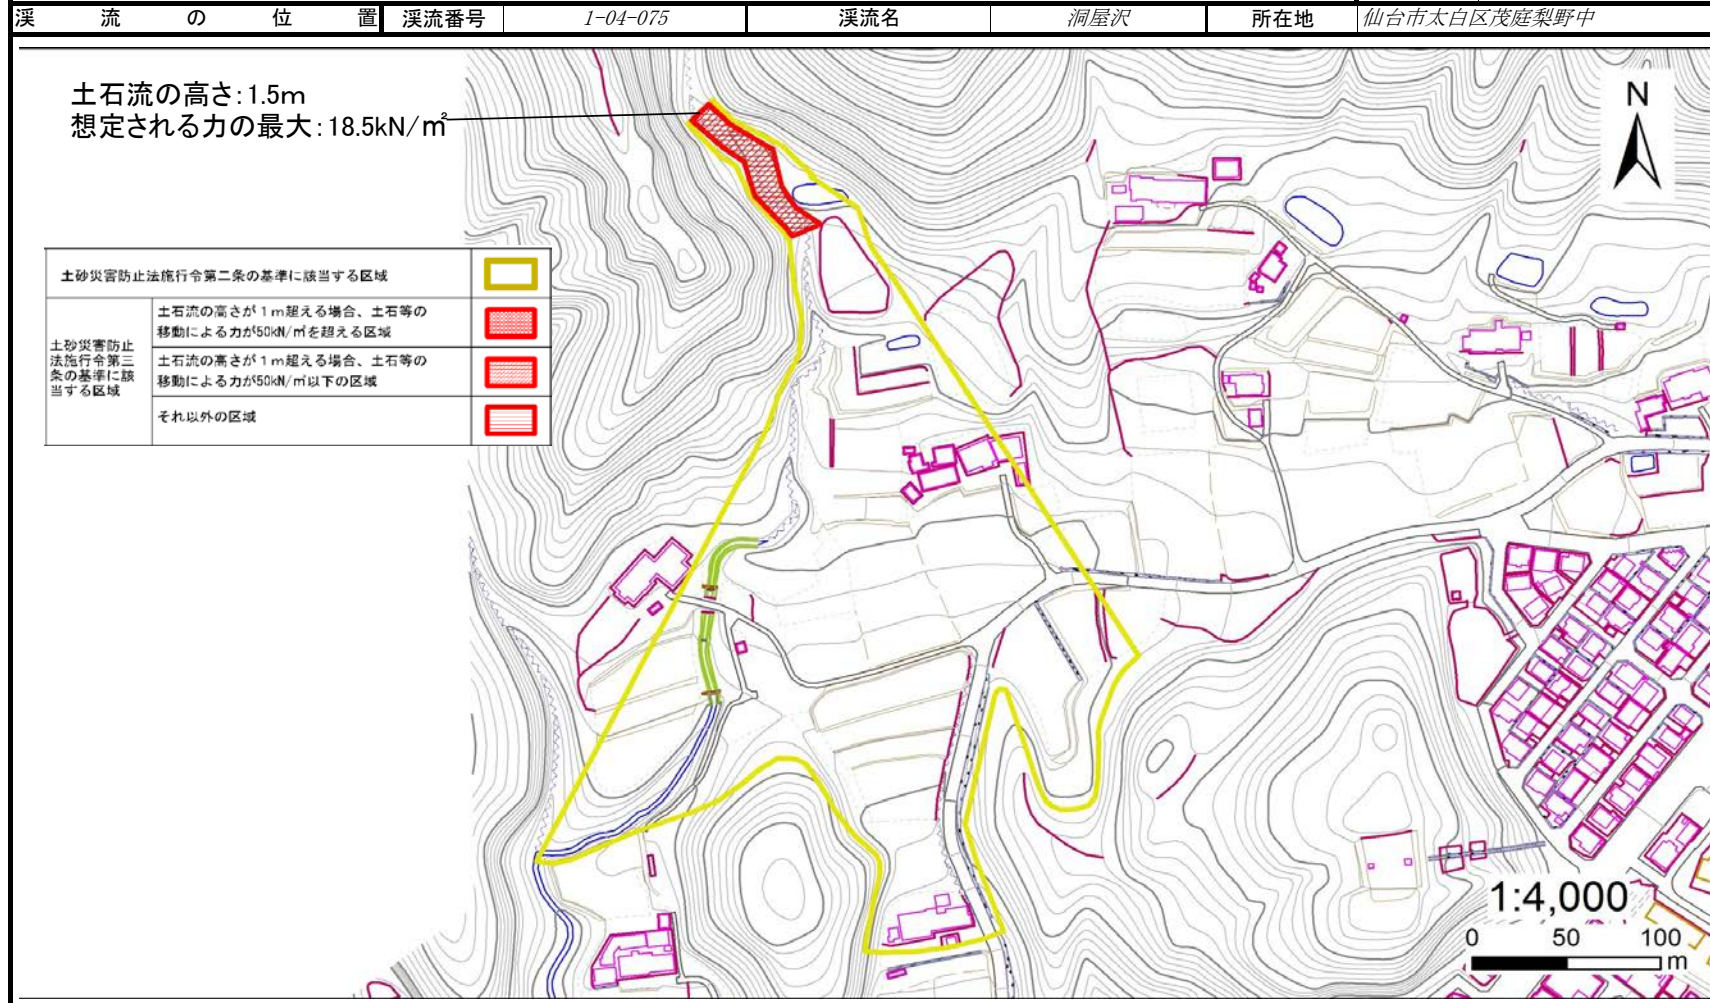 渓流の位置 渓流番号 1-04-075 渓流名 洞屋沢 所在地 仙台市太白区茂庭梨野中
土石流の高さ:1.5m
想定される力の最大:18.5kN/㎡
N
土砂災害防止法施行令第二条の基準に該当する区域
土砂災害防止
法施行令第三
条の基準に該
当する区域
土石流の高さが1m超える場合、土石等の
移動による力が50kN/㎡を超える区域
土石流の高さが1m超える場合、土石等の
移動による力が50kN/㎡以下の区域
それ以外の区域
1:4,000
0 50 100
m